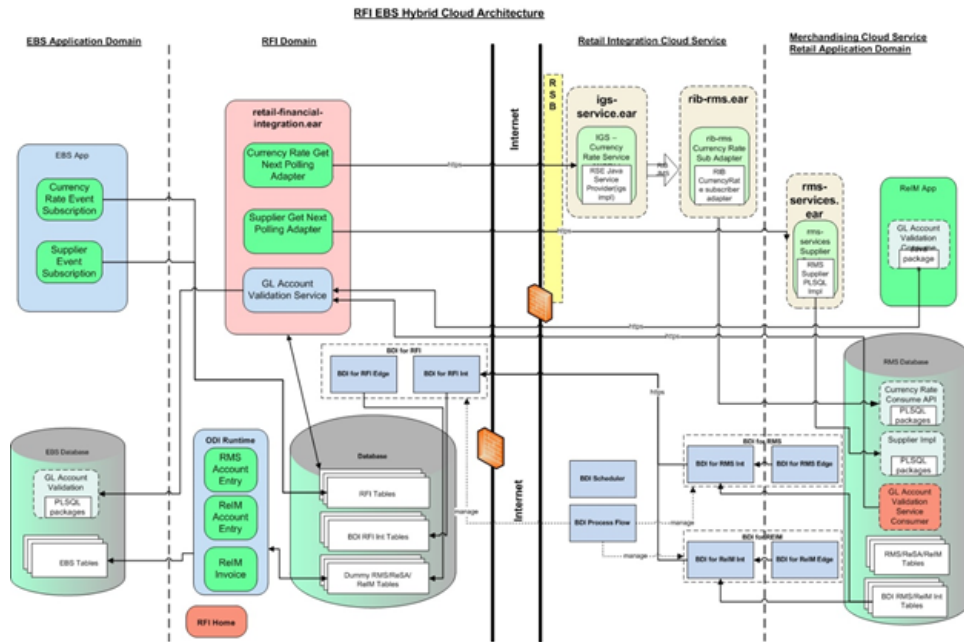 RFI EBS Hybrid Cloud Architecture
EBS Application Domain
RFI Domain
Retail Integration Cloud Service
Merchandising Cloud Service
Retail Application Domain
Internet
R
S
B
EBS App
Currency
Rate Event
Subscription
Supplier
Event
Subscription
retail-financial-
integration.ear
Currency Rate Get
Next Polling
Adapter
Supplier Get Next
Polling Adapter
GL Account
Validation Service
https
igs-
service.ear
IGS –
Currency
Rate Service
RSE Java
Service
Provider(igs
impl)
RIB
JMS
rib-rms.ear
rib-rms
Currency Rate
Sub Adapter
RIB
CurrencyRat
e subscriber
adapter
https
rms-
services.
ear
rms-
services
Supplier
RMS
Supplier
PLSQL
Impl
ReIM App
GL Account
Validation
package
https
https
BDI for RFI
BDI for RFI Edge
BDI for RFI Int
https
RMS Database
Currency Rate
Consume API
PLSQL
packages
Supplier Impl
PLSQL
packages
GL Account
Validation
Service
Consumer
RMS/ReSA/ReIM
Tables
BDI RMS/ReIM Int
Tables
EBS Database
GL Account
Validation
PLSQL
packages
EBS Tables
ODI Runtime
RMS
Account
Entry
ReIM
Account
Entry
ReIM
Invoice
RFI Home
Database
RFI Tables
BDI RFI Int Tables
Dummy RMS/ReSA/
ReIM Tables
Internet
manage
BDI Scheduler
BDI Process Flow
manage
manage
BDI for RMS
BDI for RMS Int
BDI for RMS Edge
BDI for REIM
BDI for ReIM Int
BDI for ReIM Edge